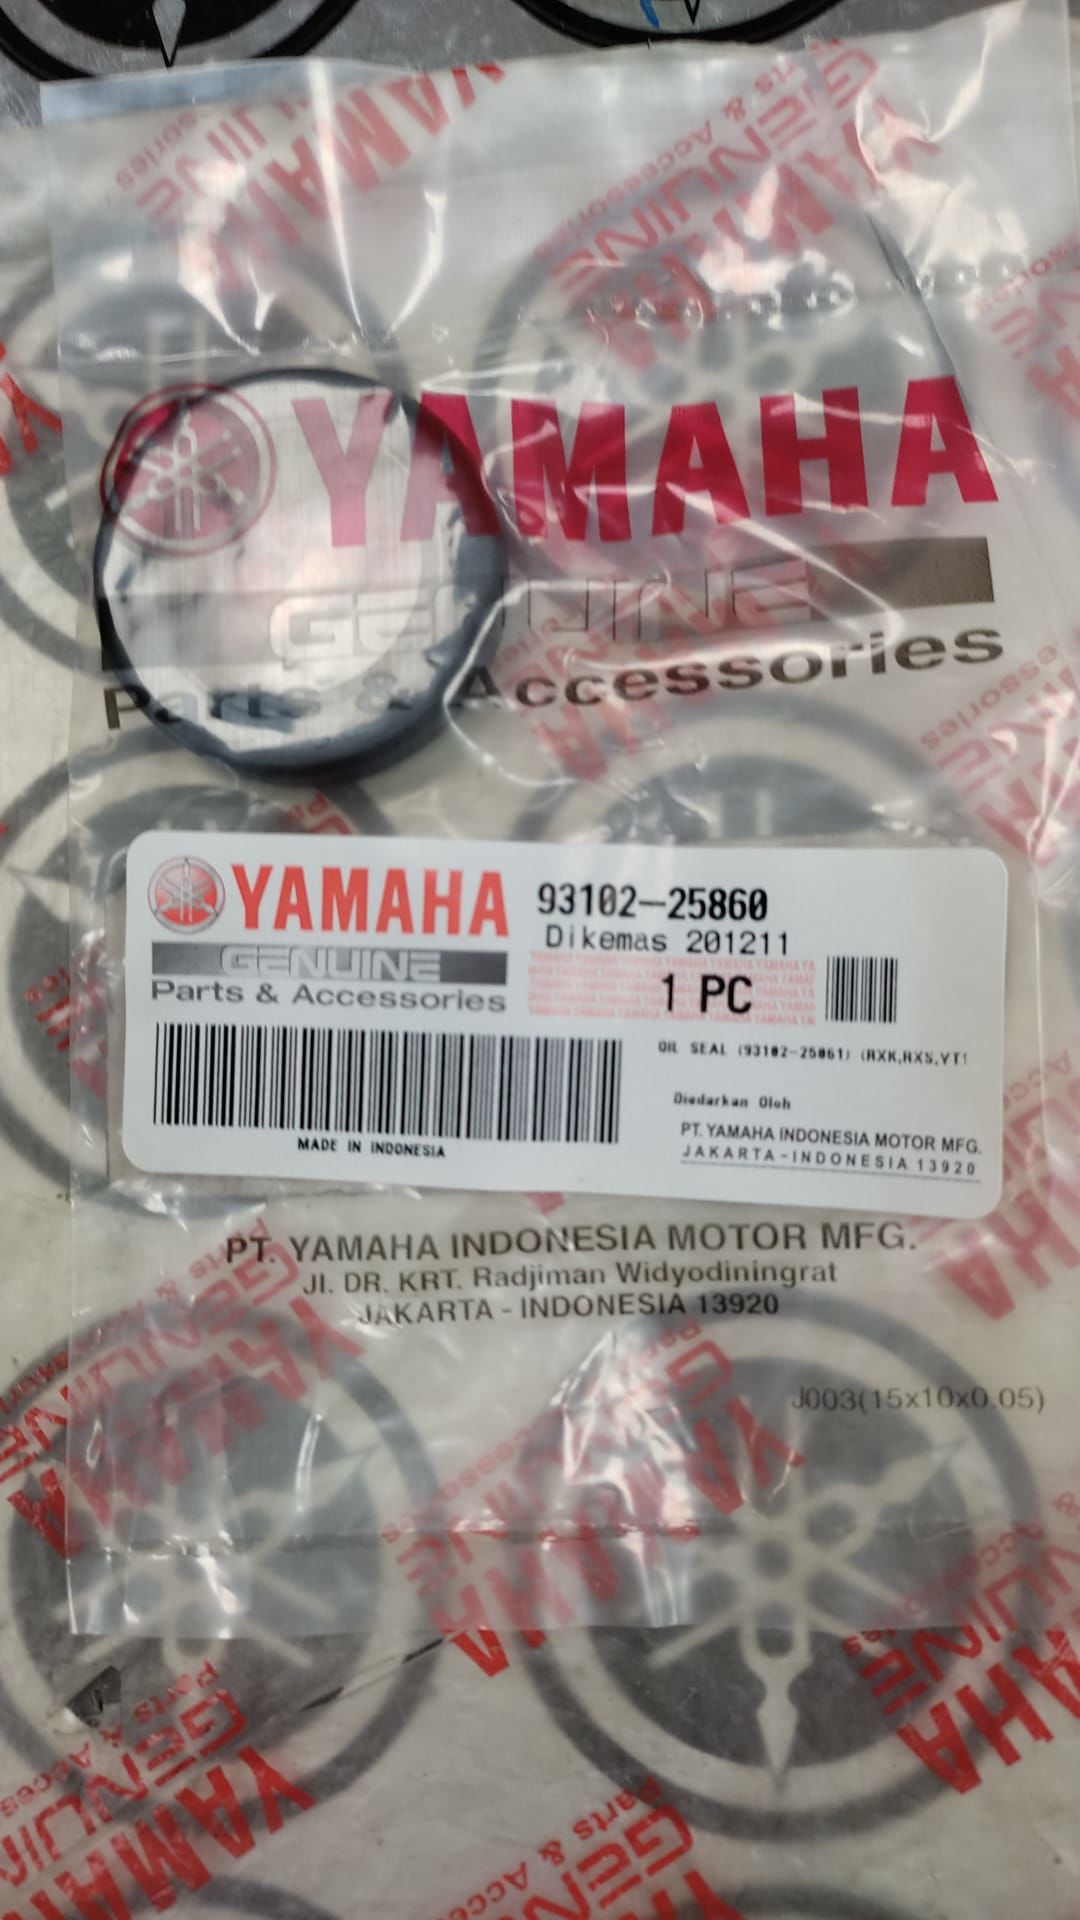 YAMAHA
GENUINE
Parts & Accessories
YAMAHA
GENUINE
Parts & Accessories
93102-25860
Dikemas 201211
1 PC
OIL SEAL (93102-25861) (RXK,RXS,YT1
Diedarkan Oleh
PT. YAMAHA INDONESIA MOTOR MFG.
JAKARTA-INDONESIA 13920
MADE IN INDONESIA
PT. YAMAHA INDONESIA MOTOR MFG.
Jl. DR. KRT. Radjiman Widyodiningrat
JAKARTA - INDONESIA 13920
J003(15x10x0.05)